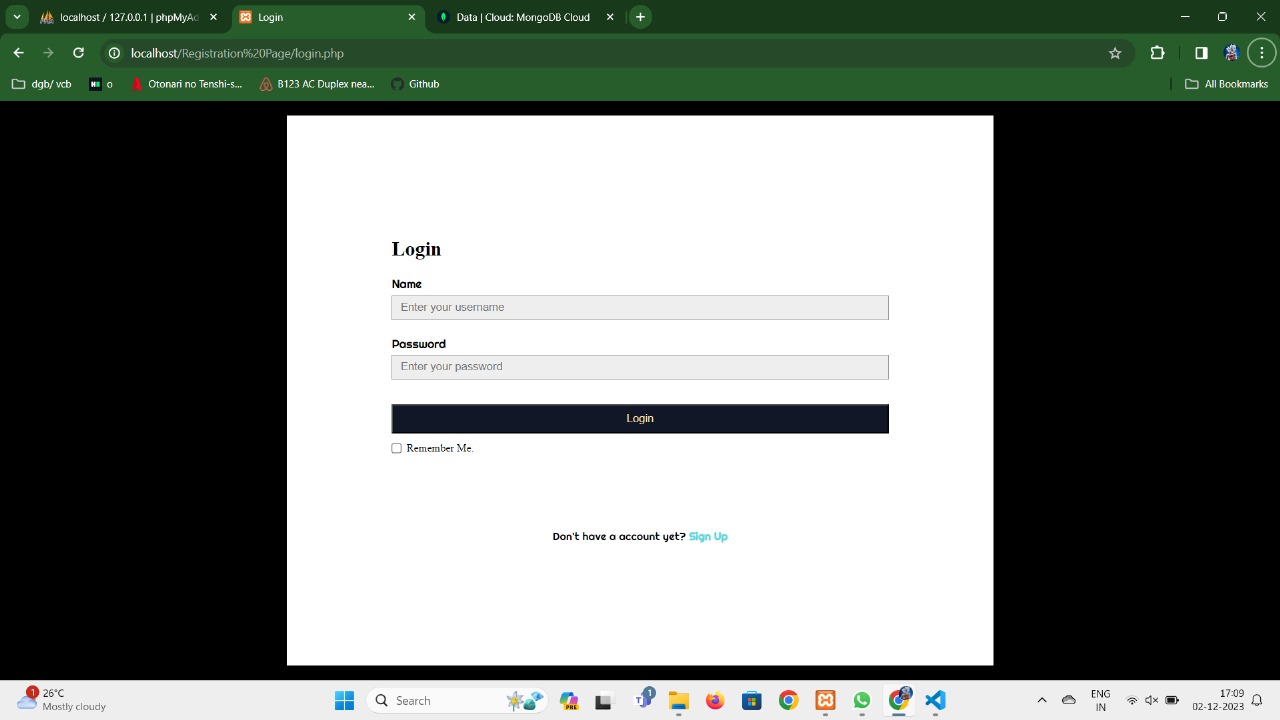 localhost / 127.0.0.1 | phpMyAd
Login
Data | Cloud: MongoDB Cloud
localhost/Registration%20Page/login.php
dgb/ vcb
o
Otonari no Tenshi-s...
B123 AC Duplex nea...
Github
All Bookmarks
Login
Name
Enter your username
Password
Enter your password
Login
Remember Me.
Don't have a account yet? Sign Up
1
26°C
Mostly cloudy
Search
PRE
1
ENG
IN
17:09
02-12-2023